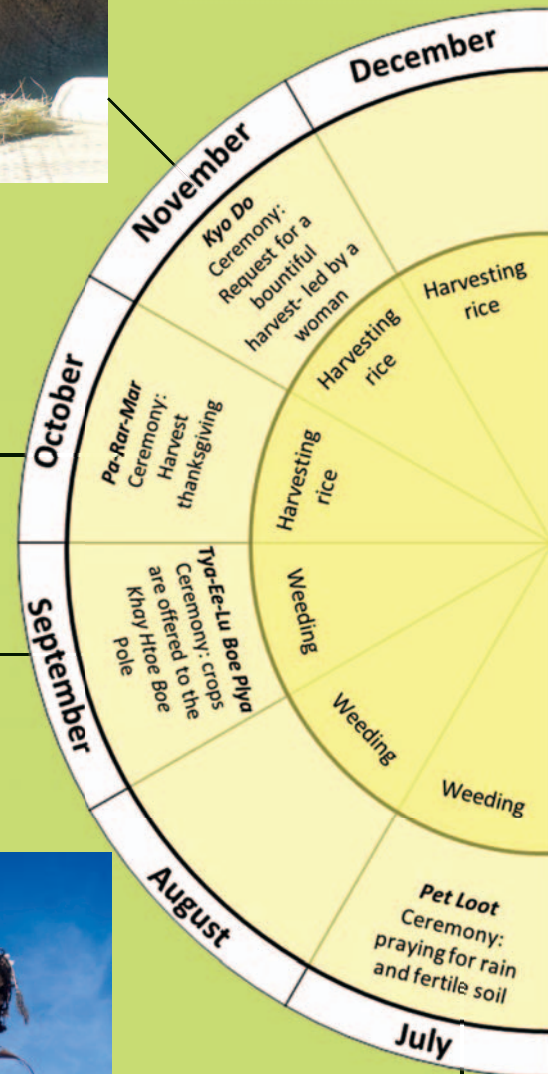 December
Harvesting
rice
November
Kyo Do
Ceremony:
Request for a
bountiful
harvest- led by a
woman
Harvesting
rice
October
Pa-Rar-Mar
Ceremony:
Harvest
thanksgiving
Harvesting
rice
September
Tya-Ee-Lu Boe Plya
Ceremony: crops
are offered to the
Khay Htoe Boe
Pole
Weeding
August
Weeding
July
Pet Loot
Ceremony:
praying for rain
and fertile soil
Weeding